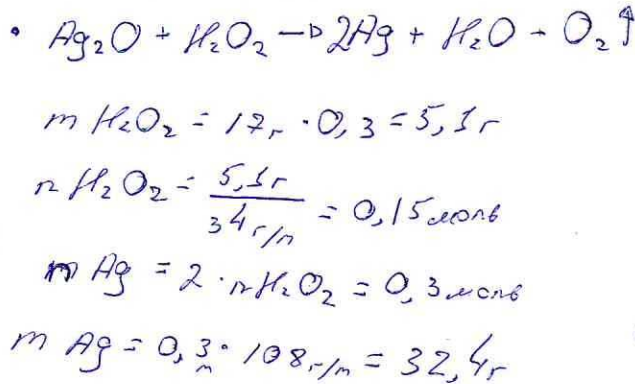 • Ag₂O + H₂O₂ → 2Ag + H₂O + O₂↑
m H₂O₂ = 17г · 0,3 = 5,1г
n H₂O₂ = 5,1г / 34г/м = 0,15 моль
m Ag = 2 · n H₂O₂ = 0,3 моль
m Ag = 0,3м · 108г/м = 32,4г